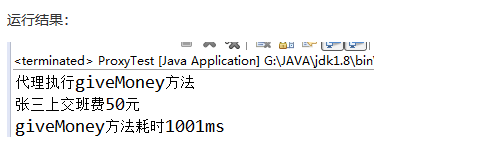 运行结果：
<terminated> ProxyTest [Java Application] G:\JAVA\jdk1.8\bin
代理执行giveMoney方法
张三上交班费50元
giveMoney方法耗时1001ms